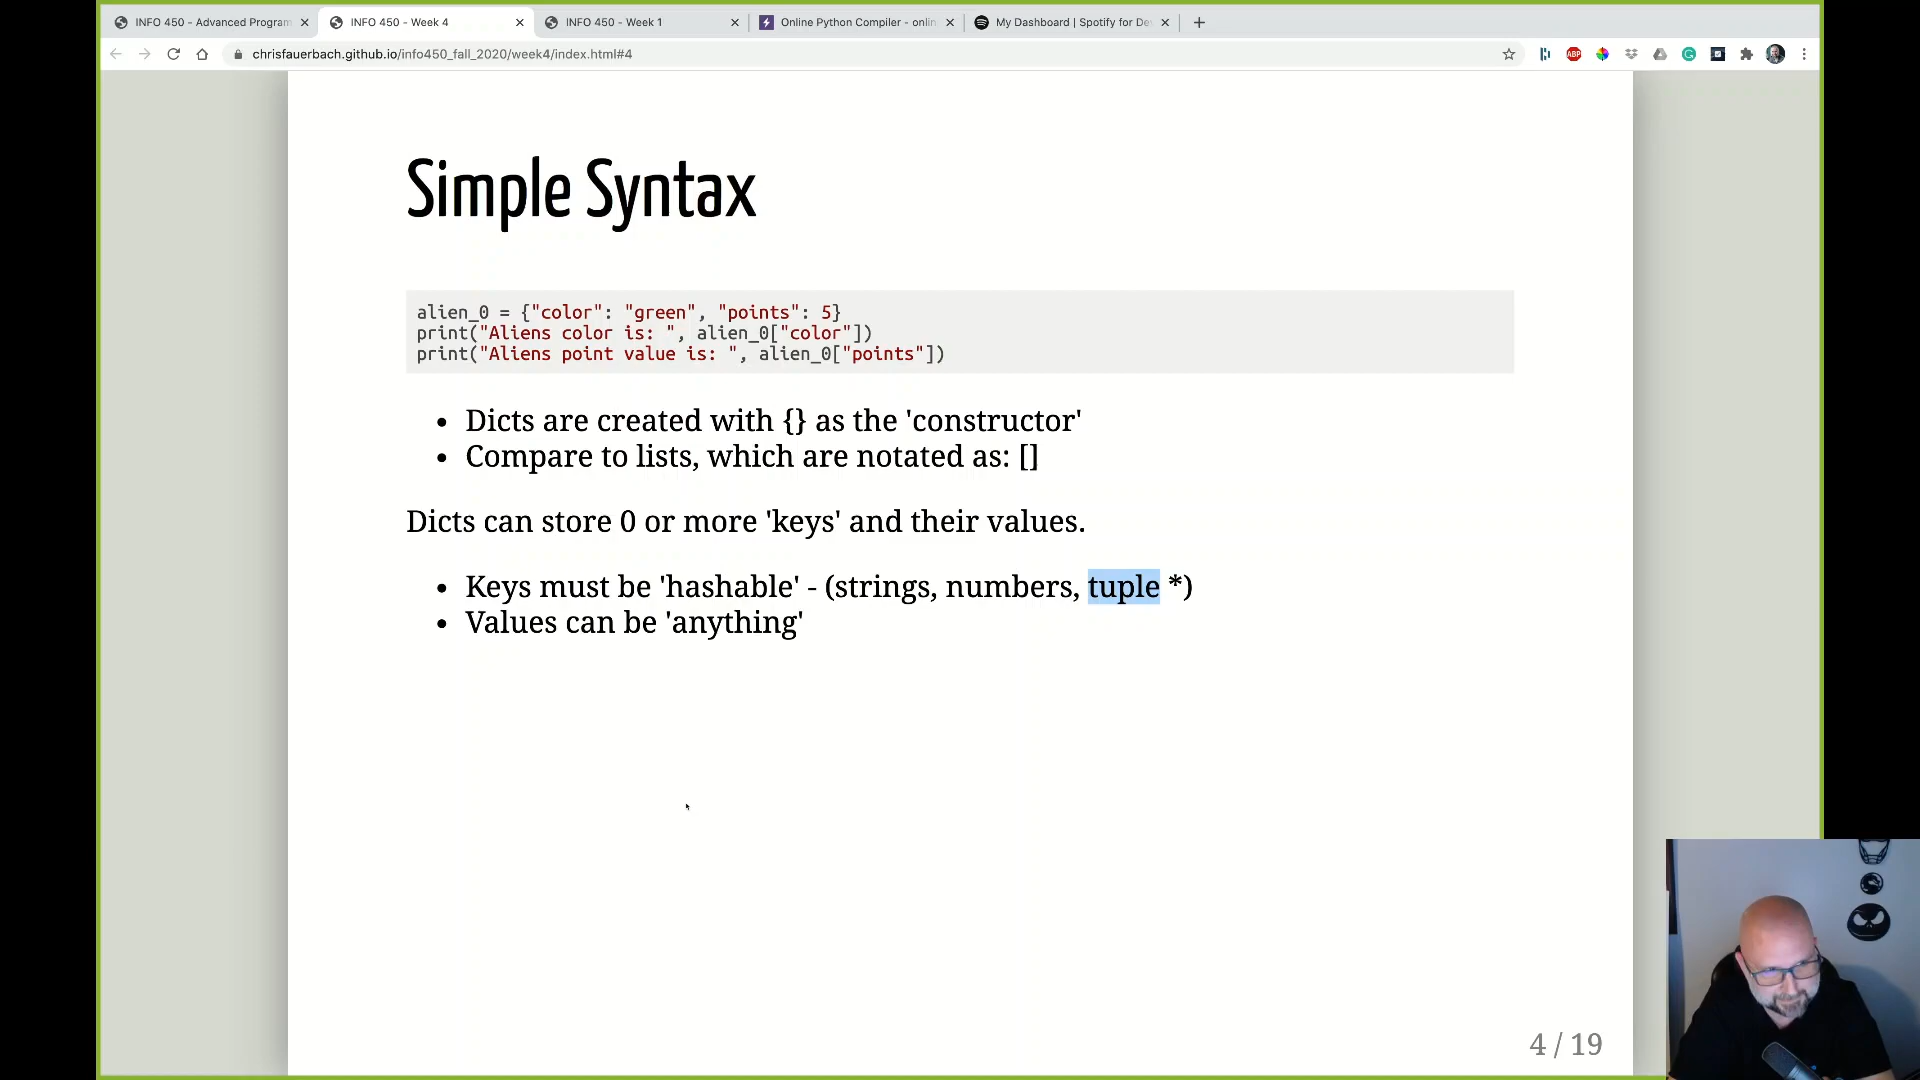 INFO 450 - Advanced Program
INFO 450 - Week 4
INFO 450 - Week 1
Online Python Compiler - onlin
My Dashboard | Spotify for De
chrisfauerbach.github.io/info450_fall_2020/week4/index.html#4
ABP
Simple Syntax
alien_0 = {"color": "green", "points": 5}
print("Aliens color is: ", alien_0["color"])
print("Aliens point value is: ", alien_0["points"])
• Dicts are created with {} as the 'constructor'
• Compare to lists, which are notated as: []
Dicts can store 0 or more 'keys' and their values.
• Keys must be 'hashable' - (strings, numbers, tuple *)
• Values can be 'anything'
4 / 19